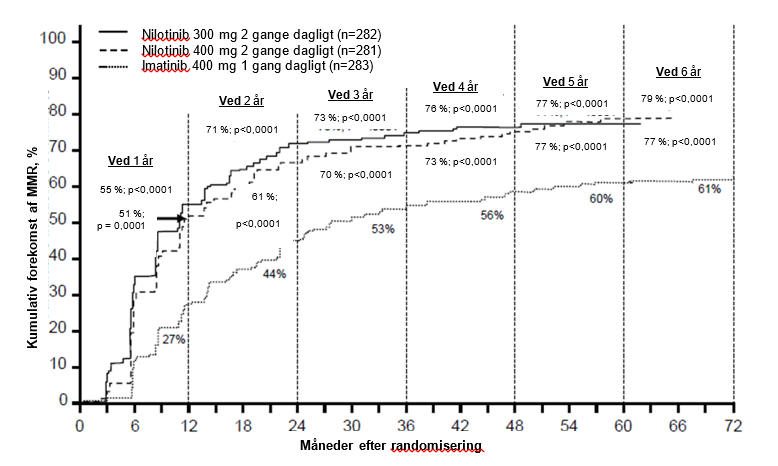 Nilotinib 300 mg 2 gange dagligt (n=282)
Nilotinib 400 mg 2 gange dagligt (n=281)
Imatinib 400 mg 1 gang dagligt (n=283)
Kumulativ forekomst af MMR, %
100
90
80
70
60
50
40
30
20
10
0
Ved 1 år
55 %; p<0,0001
51 %;
p = 0,0001
27%
Ved 2 år
71 %; p<0,0001
61 %;
p<0,0001
44%
Ved 3 år
73 %; p<0,0001
70 %; p<0,0001
53%
Ved 4 år
76 %; p<0,0001
73 %; p<0,0001
56%
Ved 5 år
77 %; p<0,0001
77 %; p<0,0001
60%
Ved 6 år
79 %; p<0,0001
77 %; p<0,0001
61%
0 6 12 18 24 30 36 42 48 54 60 66 72
Måneder efter randomisering